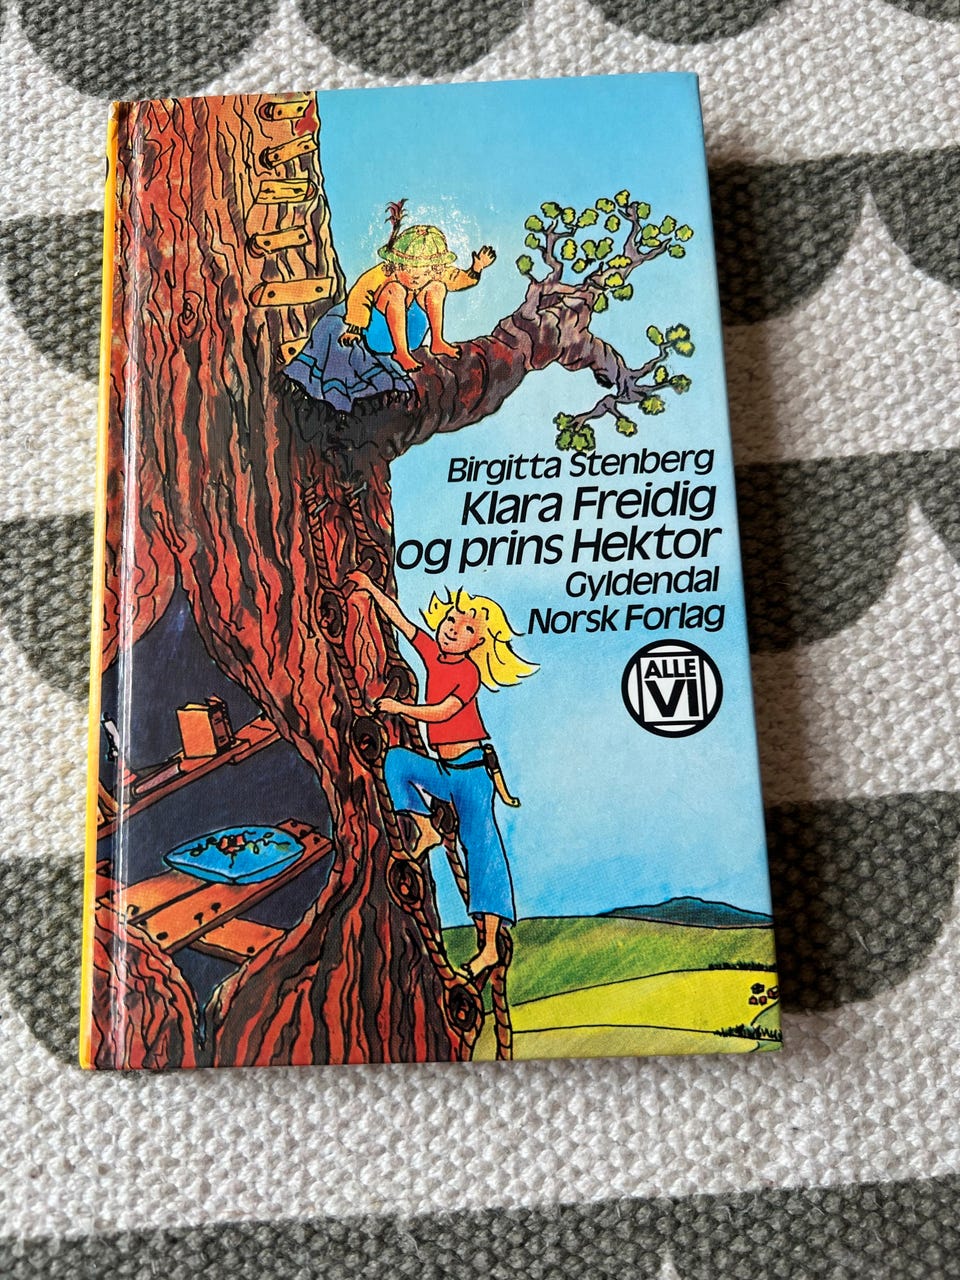 Birgitta Stenberg
Klara Freidig
og prins Hektor
Gyldendal
Norsk Forlag
ALLE
VI